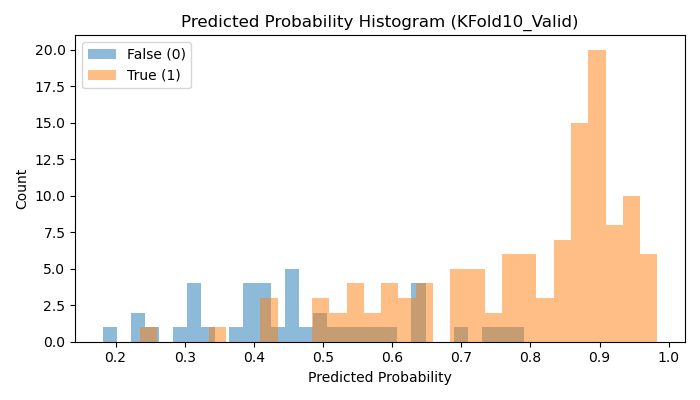 Predicted Probability Histogram (KFold10_Valid)
False (0)
True (1)
20.0
17.5
15.0
12.5
10.0
7.5
5.0
2.5
0.0
Count
0.2 0.3 0.4 0.5 0.6 0.7 0.8 0.9 1.0
Predicted Probability